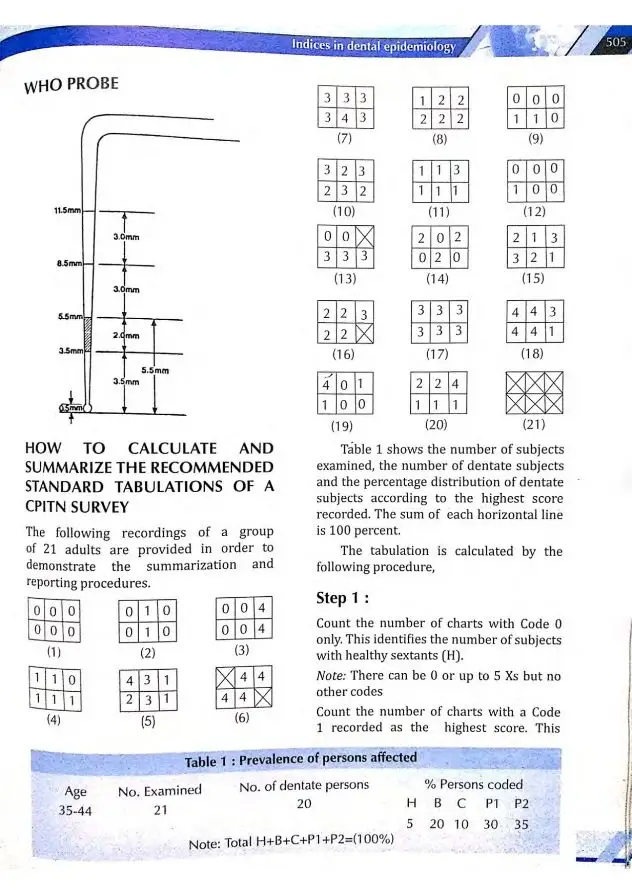 Indices in dental epidemiology
505
WHO PROBE
11.5mm
3.0mm
8.5mm
3.0mm
5.5mm
2.0mm
3.5mm
5.5mm
3.5mm
0.5mm
HOW TO CALCULATE AND
SUMMARIZE THE RECOMMENDED
STANDARD TABULATIONS OF A
CPITN SURVEY
The following recordings of a group
of 21 adults are provided in order to
demonstrate the summarization and
reporting procedures.
0 0 0 0 1 0 0 0 4
0 0 0 0 1 0 0 0 4
(1) (2) (3)
1 1 0 4 3 1 X 4 4
1 1 1 2 3 1 4 4 X
(4) (5) (6)
3 3 3 1 2 2 0 0 0
3 4 3 2 2 2 1 1 0
(7) (8) (9)
3 2 3 1 1 3 0 0 0
2 3 2 1 1 1 1 0 0
(10) (11) (12)
0 0 X 2 0 2 2 1 3
3 3 3 0 2 0 3 2 1
(13) (14) (15)
2 2 3 3 3 3 4 4 3
2 2 X 3 3 3 4 4 1
(16) (17) (18)
4 0 1 2 2 4 X X X
1 0 0 1 1 1 X X X
(19) (20) (21)
Table 1 shows the number of subjects
examined, the number of dentate subjects
and the percentage distribution of dentate
subjects according to the highest score
recorded. The sum of each horizontal line
is 100 percent.
The tabulation is calculated by the
following procedure,
Step 1 :
Count the number of charts with Code 0
only. This identifies the number of subjects
with healthy sextants (H).
Note: There can be 0 or up to 5 Xs but no
other codes
Count the number of charts with a Code
1 recorded as the highest score. This
Table 1 : Prevalence of persons affected
Age No. Examined No. of dentate persons % Persons coded
35-44 21 20 H B C P1 P2
5 20 10 30 35
Note: Total H+B+C+P1+P2=(100%)